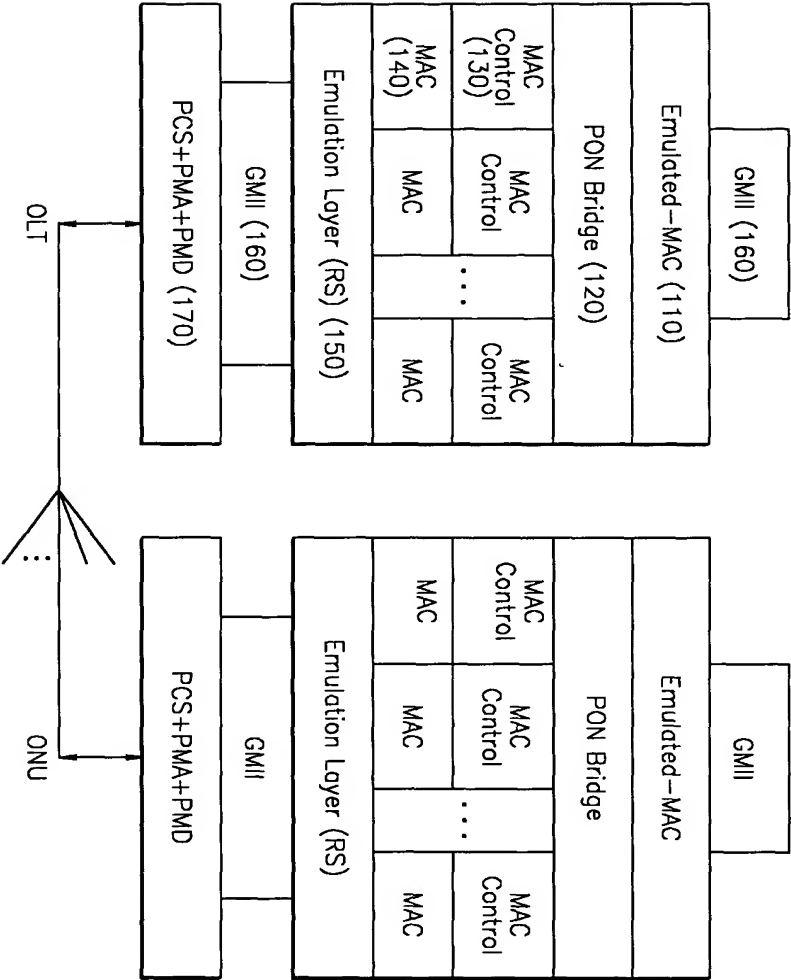 GMII (160)
Emulated-MAC (110)
PON Bridge (120)
MAC
Control
(130)
MAC
Control
...
MAC
Control
MAC
(140)
MAC
MAC
Emulation Layer (RS) (150)
GMII (160)
PCS+PMA+PMD (170)
OLT
GMII
Emulated-MAC
PON Bridge
MAC
Control
MAC
Control
...
MAC
Control
MAC
MAC
MAC
Emulation Layer (RS)
GMII
PCS+PMA+PMD
...
ONU